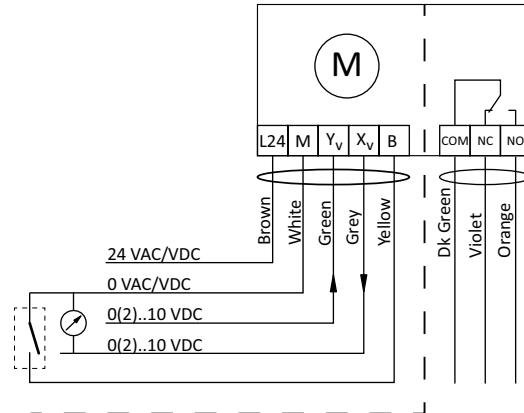 M
L24 M Yv Xv B COM NC NO
Brown White Green Grey Yellow Dk Green Violet Orange
24 VAC/VDC
0 VAC/VDC
0(2)..10 VDC
0(2)..10 VDC